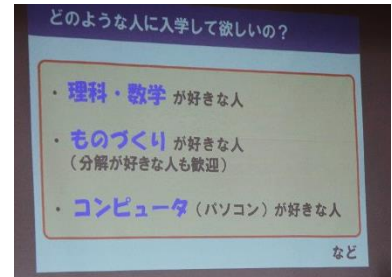 どのような人に入学して欲しいの？
・理科・数学 が好きな人
・ものづくり が好きな人
（分解が好きな人も歓迎）
・コンピュータ（パソコン）が好きな人
など